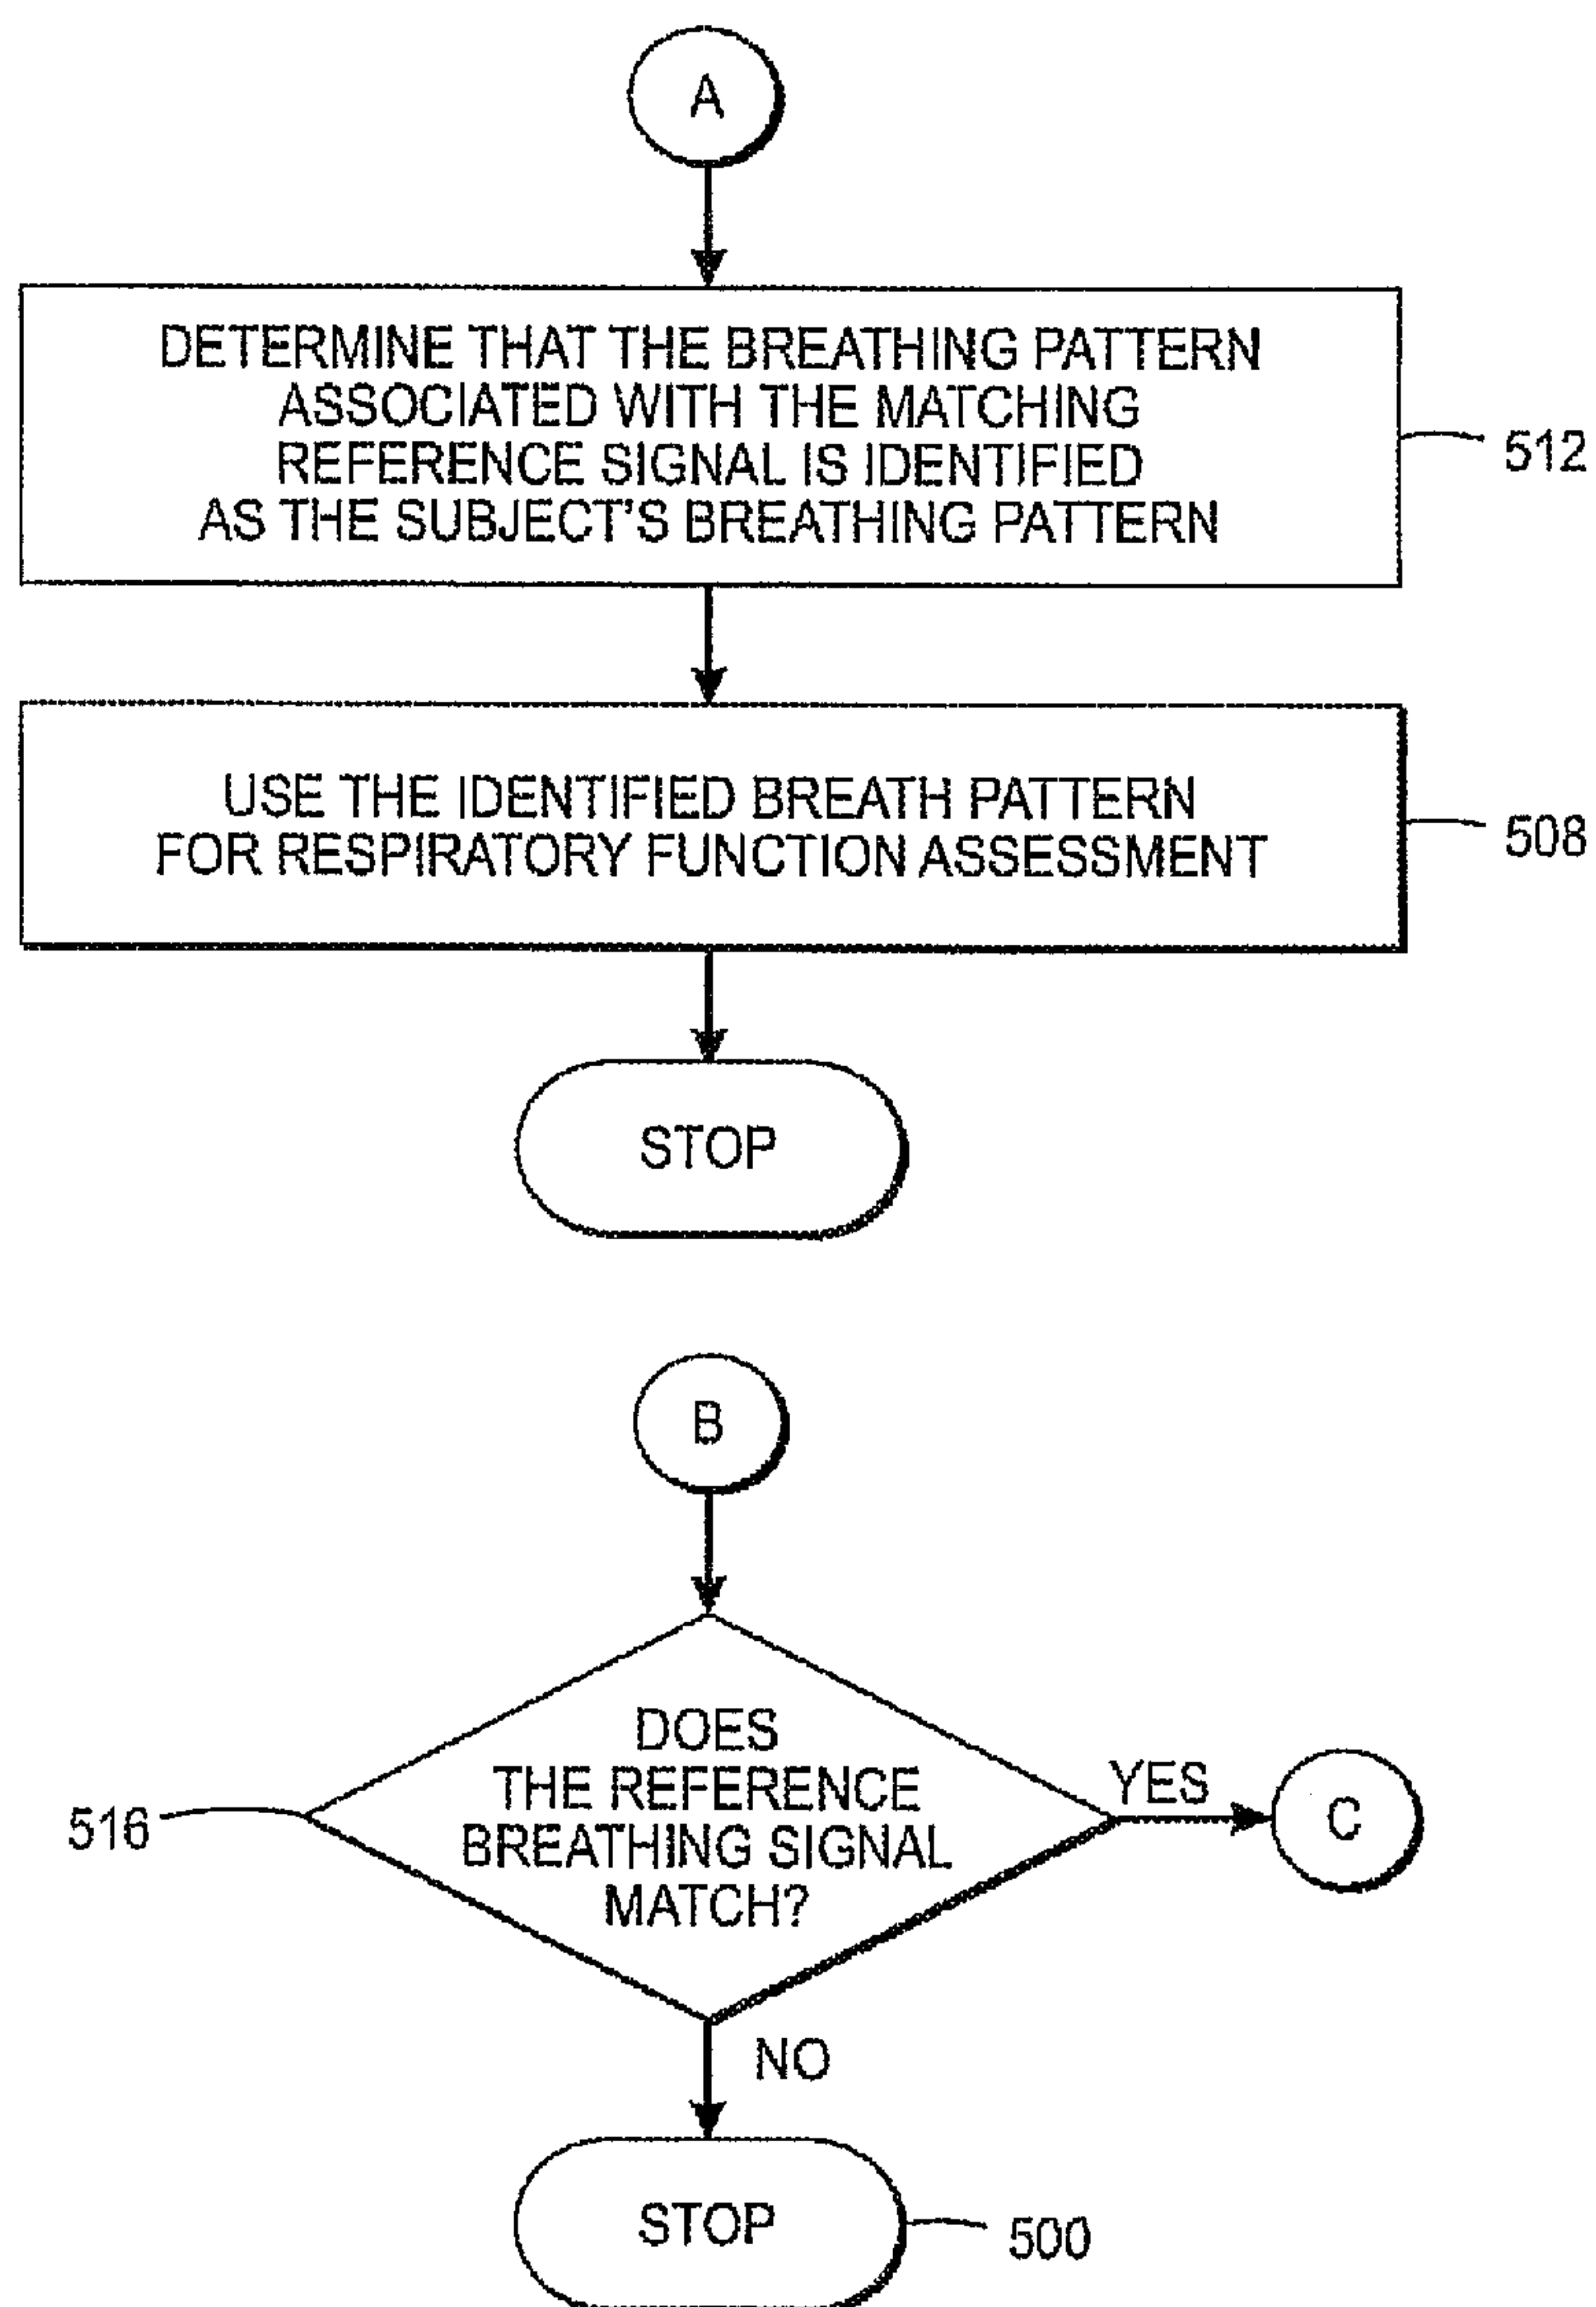 A
DETERMINE THAT THE BREATHING PATTERN
ASSOCIATED WITH THE MATCHING
REFERENCE SIGNAL IS IDENTIFIED
AS THE SUBJECT'S BREATHING PATTERN
512
USE THE IDENTIFIED BREATH PATTERN
FOR RESPIRATORY FUNCTION ASSESSMENT
508
STOP
B
DOES
THE REFERENCE
BREATHING SIGNAL
MATCH?
516
YES
C
NO
STOP
500